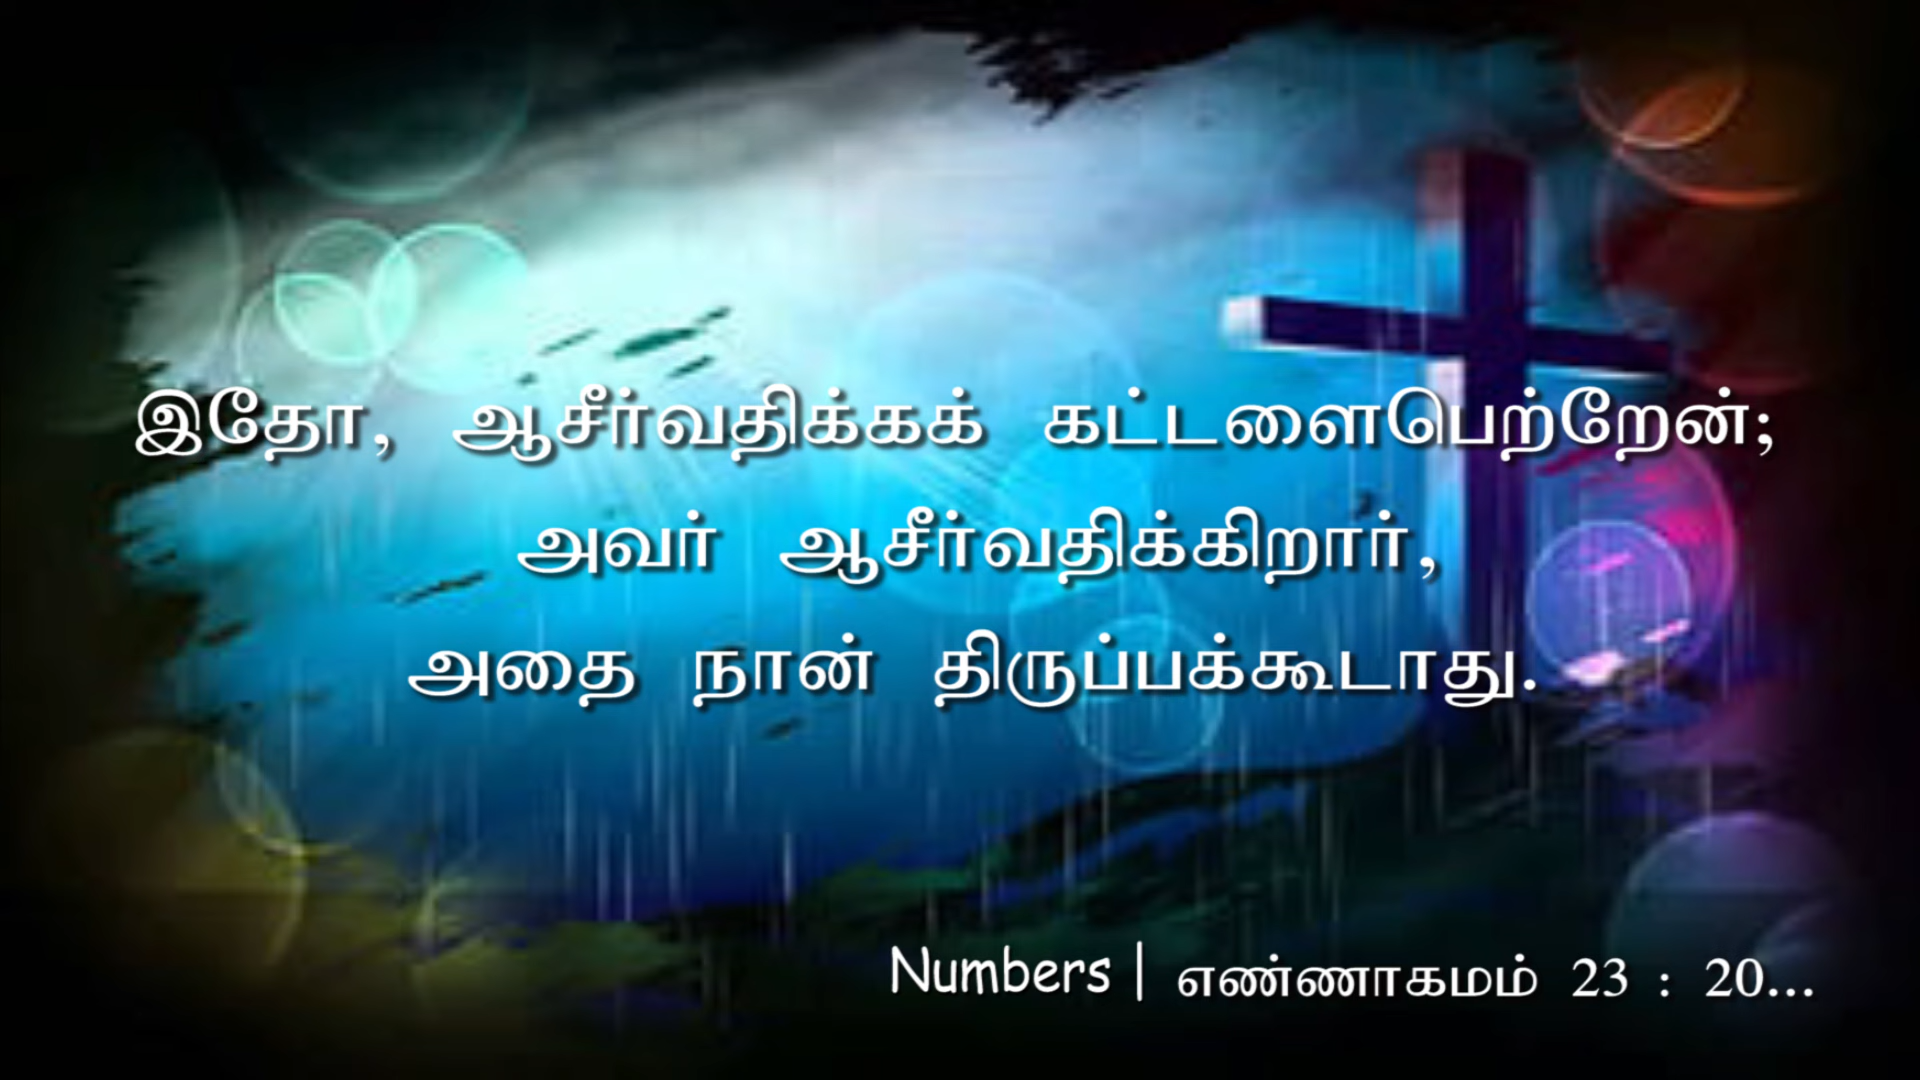 இதோ, ஆசீர்வதிக்கக் கட்டளைபெற்றேன்;
அவர் ஆசீர்வதிக்கிறார்,
அதை நான் திருப்பக்கூடாது.
Numbers | எண்ணாகமம் 23 : 20...